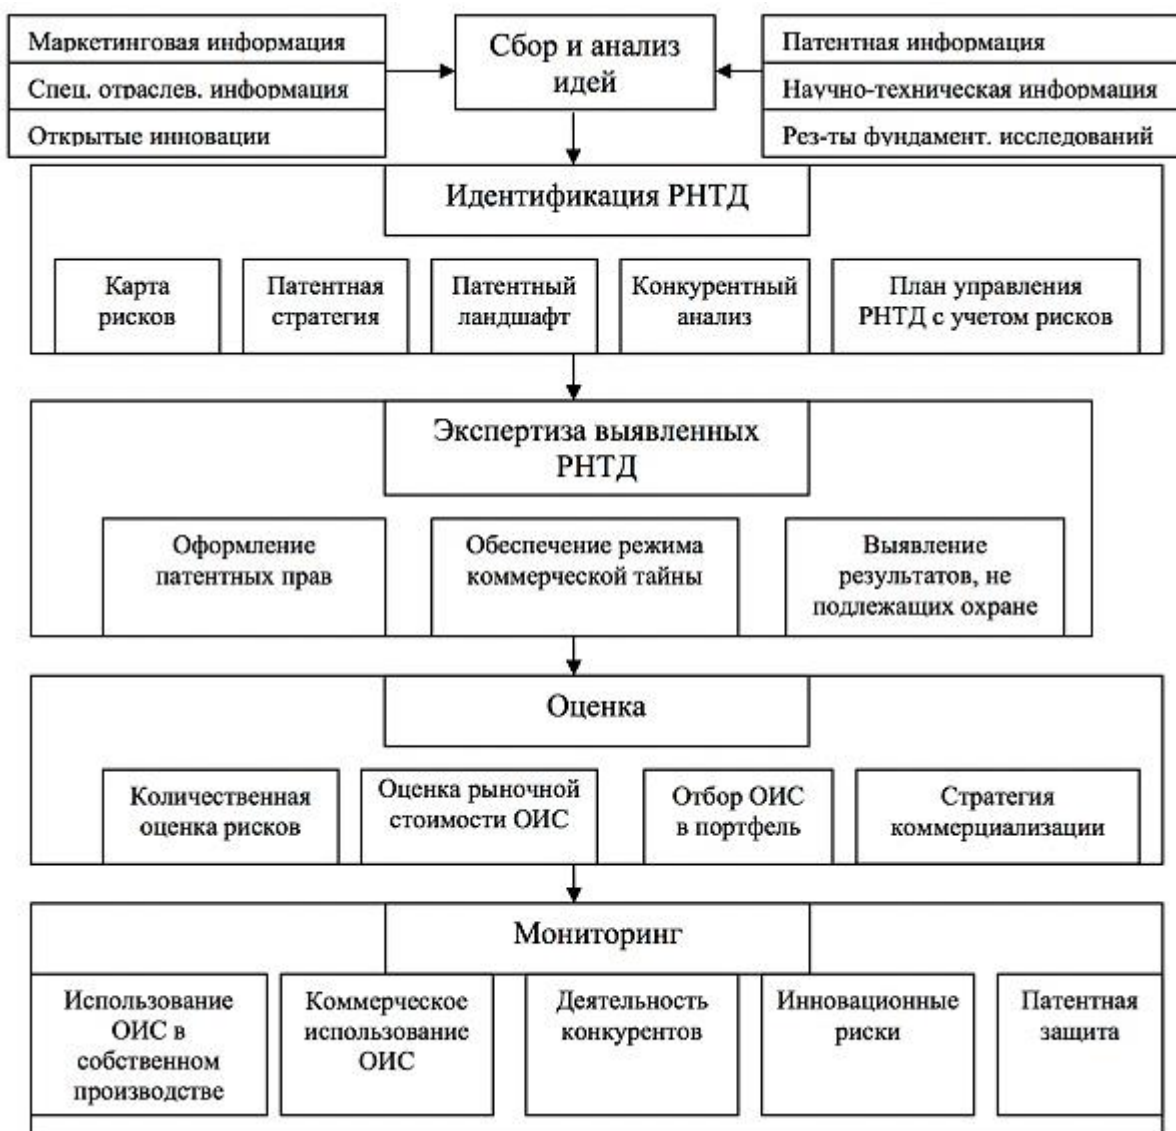 Маркетинговая информация
Спец. отраслев. информация
Открытые инновации
Сбор и анализ
идей
Патентная информация
Научно-техническая информация
Рез-ты фундамент. исследований
Идентификация РНТД
Карта
рисков
Патентная
стратегия
Патентный
ландшафт
Конкурентный
анализ
План управления
РНТД с учетом рисков
Экспертиза выявленных
РНТД
Оформление
патентных прав
Обеспечение режима
коммерческой тайны
Выявление
результатов, не
подлежащих охране
Оценка
Количественная
оценка рисков
Оценка рыночной
стоимости ОИС
Отбор ОИС
в портфель
Стратегия
коммерциализации
Мониторинг
Использование
ОИС в
собственном
производстве
Коммерческое
использование
ОИС
Деятельность
конкурентов
Инновационные
риски
Патентная
защита